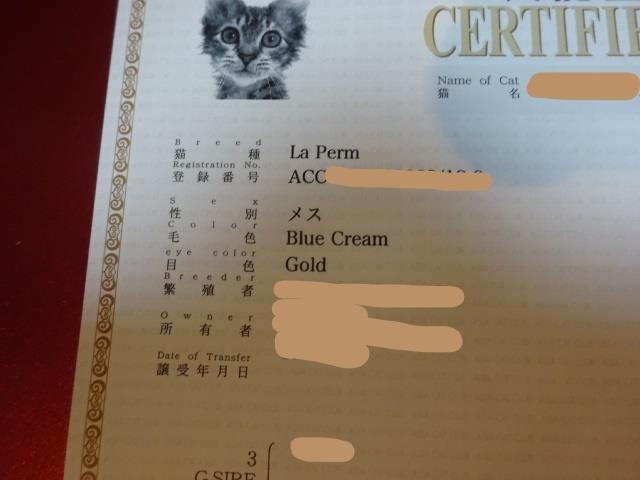 CERTIFI
Name of Cat
猫 名
Breed
猫 種 La Perm
Registration No.
登録番号 ACC
Sex
性 別 メス
Color
毛 色 Blue Cream
eye color
目 色 Gold
Breeder
繁殖者
Owner
所有者
Date of Transfer
譲受年月日
3
G.SIRE